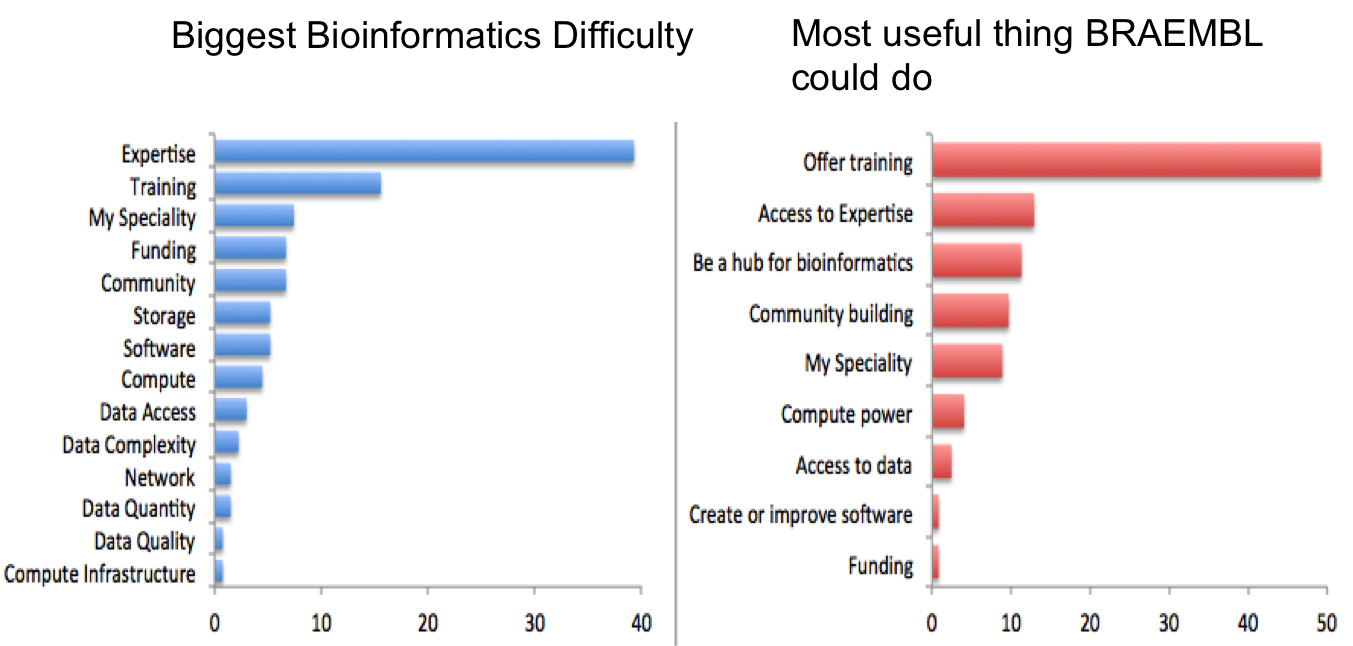 Biggest Bioinformatics Difficulty
Expertise
Training
My Speciality
Funding
Community
Storage
Software
Compute
Data Access
Data Complexity
Network
Data Quantity
Data Quality
Compute Infrastructure
0 10 20 30 40
Most useful thing BRAEMBL
could do
Offer training
Access to Expertise
Be a hub for bioinformatics
Community building
My Speciality
Compute power
Access to data
Create or improve software
Funding
0 10 20 30 40 50